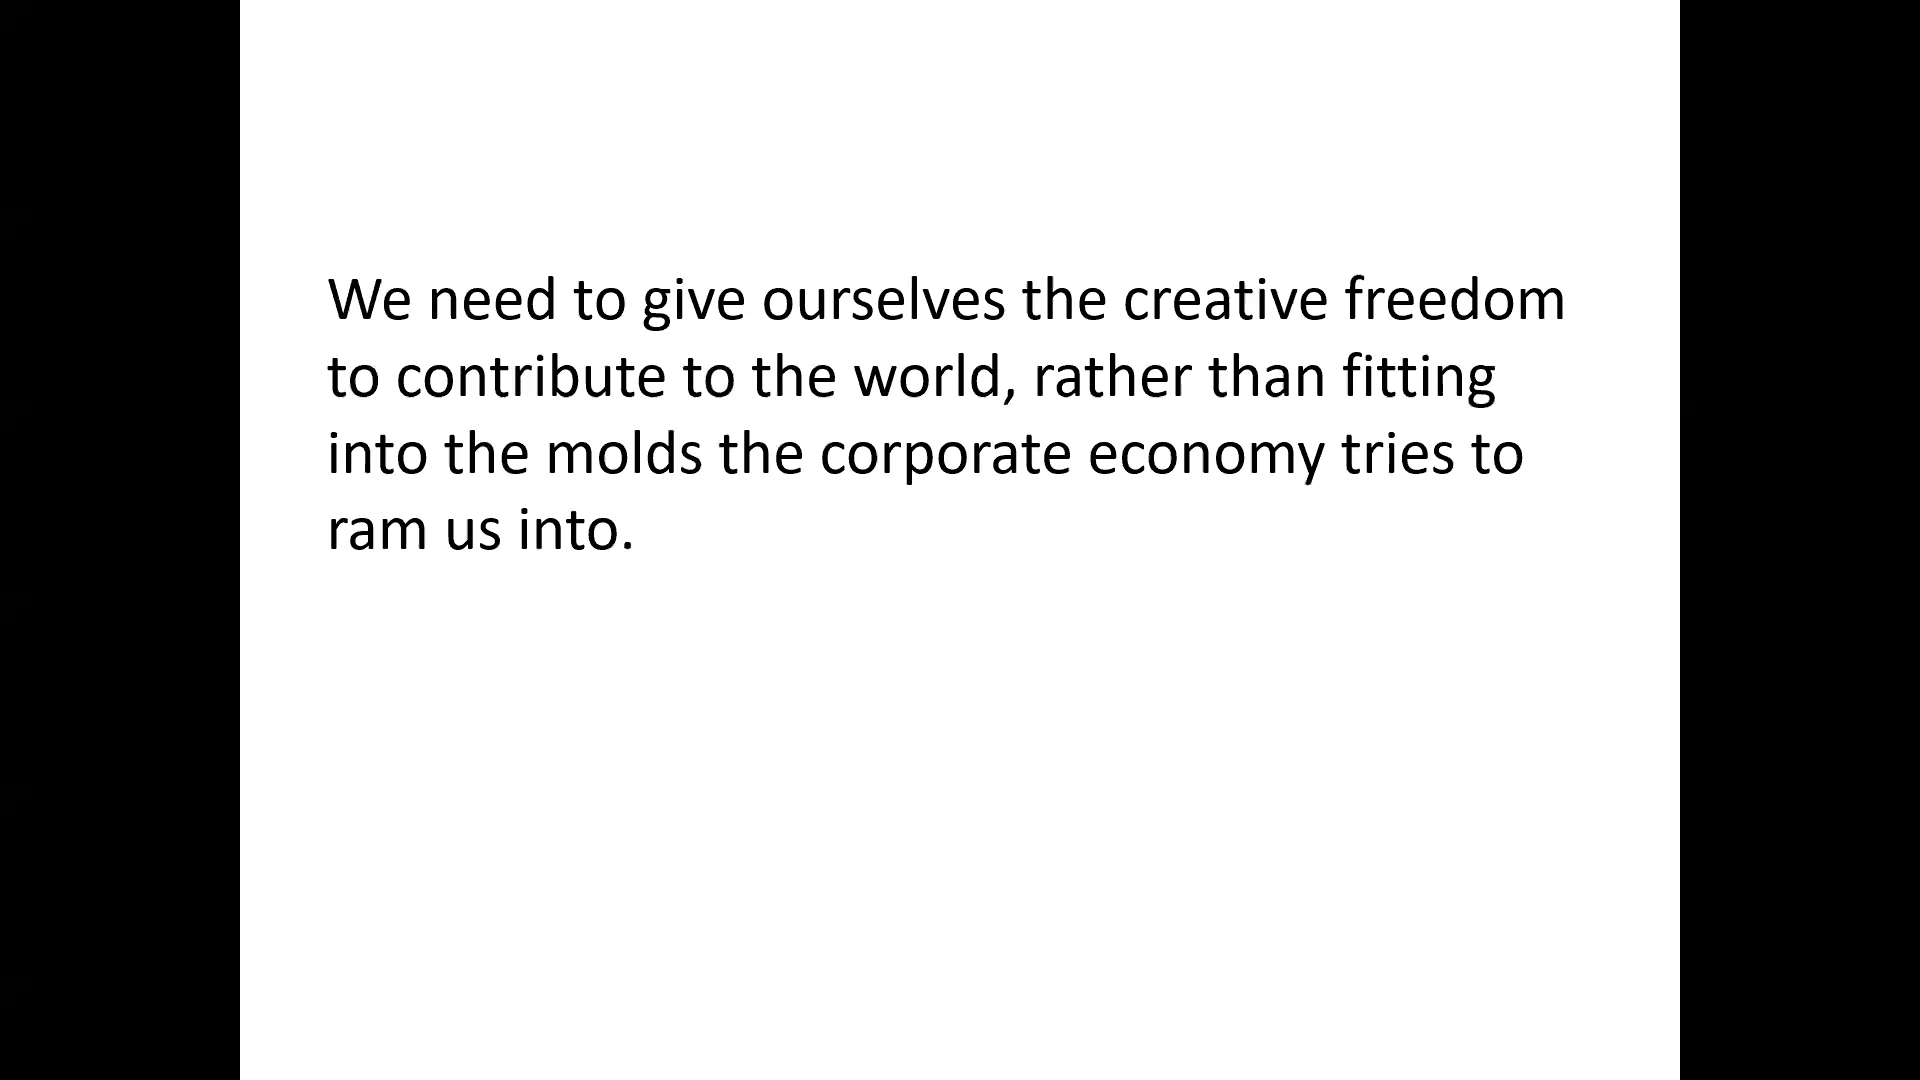 We need to give ourselves the creative freedom
to contribute to the world, rather than fitting
into the molds the corporate economy tries to
ram us into.